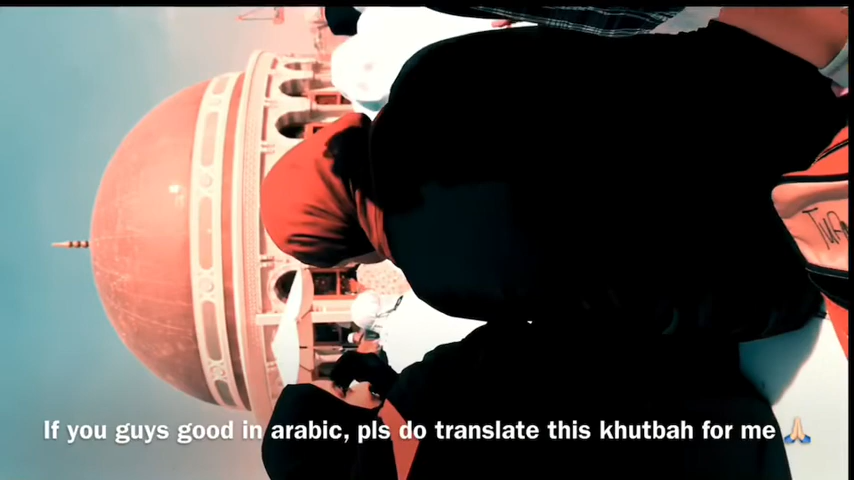 If you guys good in arabic, pls do translate this khutbah for me 🙏🏼